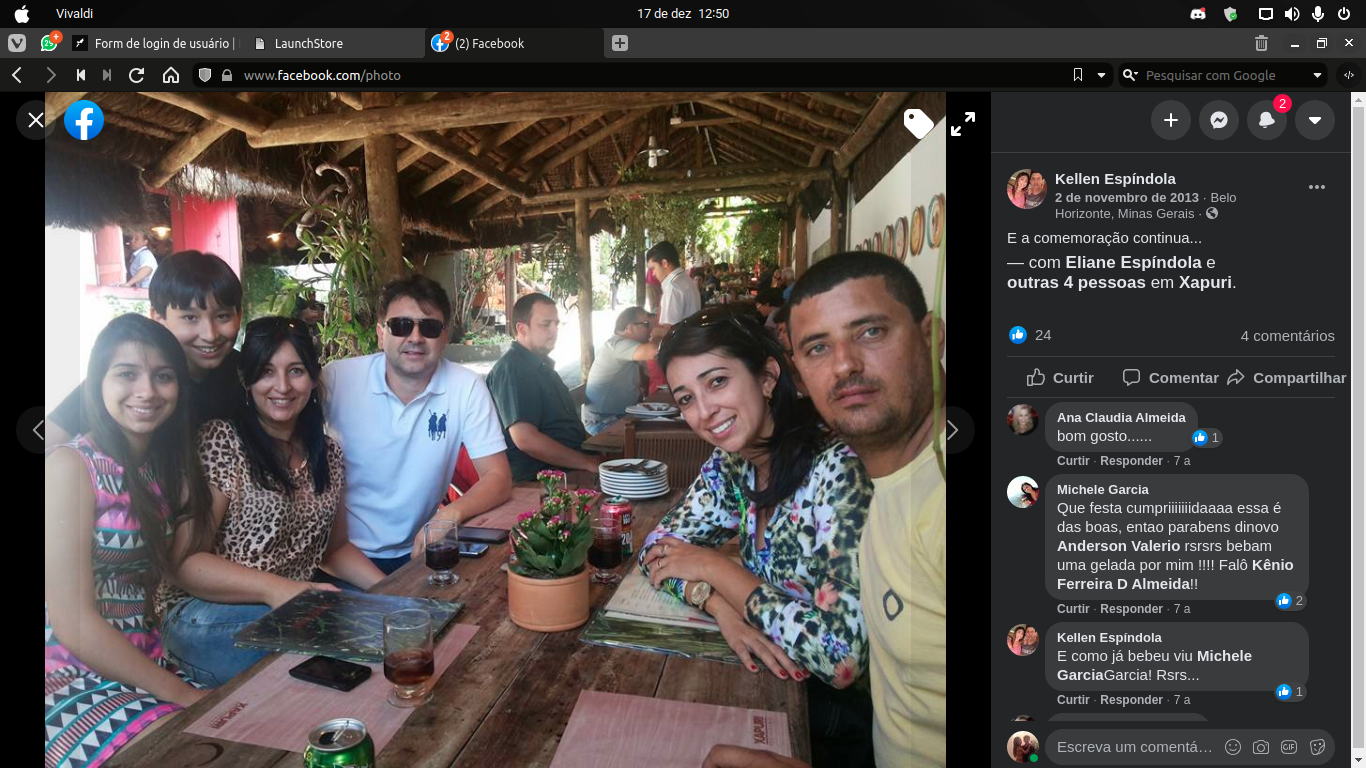 Vivaldi
17 de dez 12:50
Form de login de usuário |
LaunchStore
2
(2) Facebook
www.facebook.com/photo
Pesquisar com Google
2
Kellen Espíndola
2 de novembro de 2013 · Belo
Horizonte, Minas Gerais ·
E a comemoração continua...
— com Eliane Espíndola e
outras 4 pessoas em Xapuri.
24
4 comentários
Curtir
Comentar
Compartilhar
Ana Claudia Almeida
bom gosto......
1
Curtir · Responder · 7 a
Michele Garcia
Que festa cumpriiiiiiiidaaaa essa é
das boas, entao parabens dinovo
Anderson Valerio rsrsrs bebam
uma gelada por mim !!!! Falô Kênio
Ferreira D Almeida!!
2
Curtir · Responder · 7 a
Kellen Espíndola
E como já bebeu viu Michele
GarciaGarcia! Rsrs...
1
Curtir · Responder · 7 a
Escreva um comentá...
GIF
XAPURI
XAPURI